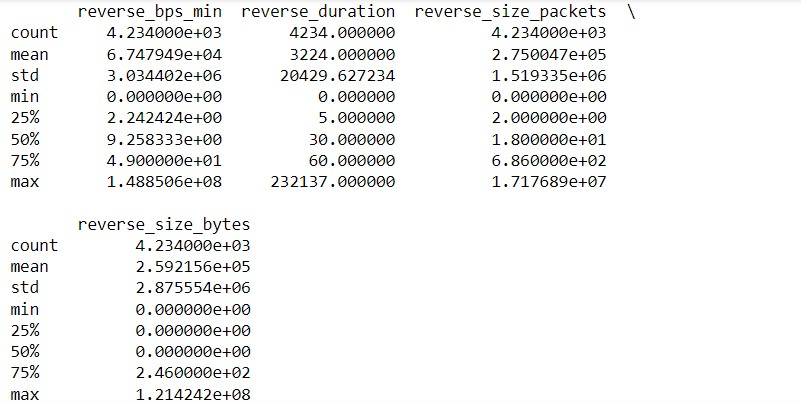 reverse_bps_min  reverse_duration  reverse_size_packets  \
count     4.234000e+03       4234.000000          4.234000e+03
mean      6.747949e+04       3224.000000          2.750047e+05
std       3.034402e+06      20429.627234          1.519335e+06
min       0.000000e+00          0.000000          0.000000e+00
25%       2.242424e+00          5.000000          2.000000e+00
50%       9.258333e+00         30.000000          1.800000e+01
75%       4.900000e+01         60.000000          6.860000e+02
max       1.488506e+08     232137.000000          1.717689e+07
reverse_size_bytes
count        4.234000e+03
mean         2.592156e+05
std          2.875554e+06
min          0.000000e+00
25%          0.000000e+00
50%          0.000000e+00
75%          2.460000e+02
max          1.214242e+08